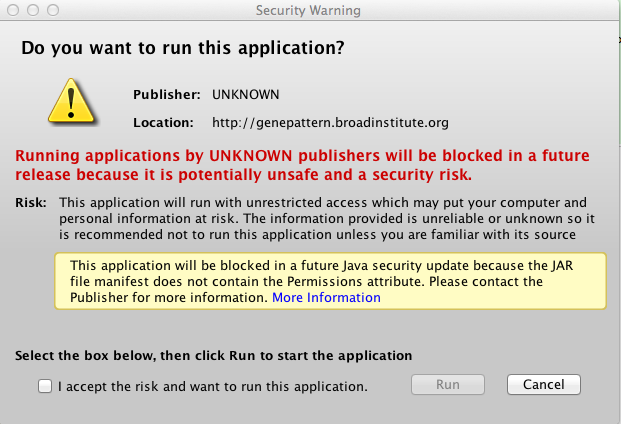 Security Warning
Do you want to run this application?
Publisher: UNKNOWN
Location: http://genepattern.broadinstitute.org
Running applications by UNKNOWN publishers will be blocked in a future
release because it is potentially unsafe and a security risk.
Risk: This application will run with unrestricted access which may put your computer and
personal information at risk. The information provided is unreliable or unknown so it
is recommended not to run this application unless you are familiar with its source
This application will be blocked in a future Java security update because the JAR
file manifest does not contain the Permissions attribute. Please contact the
Publisher for more information. More Information
Select the box below, then click Run to start the application
I accept the risk and want to run this application. Run Cancel